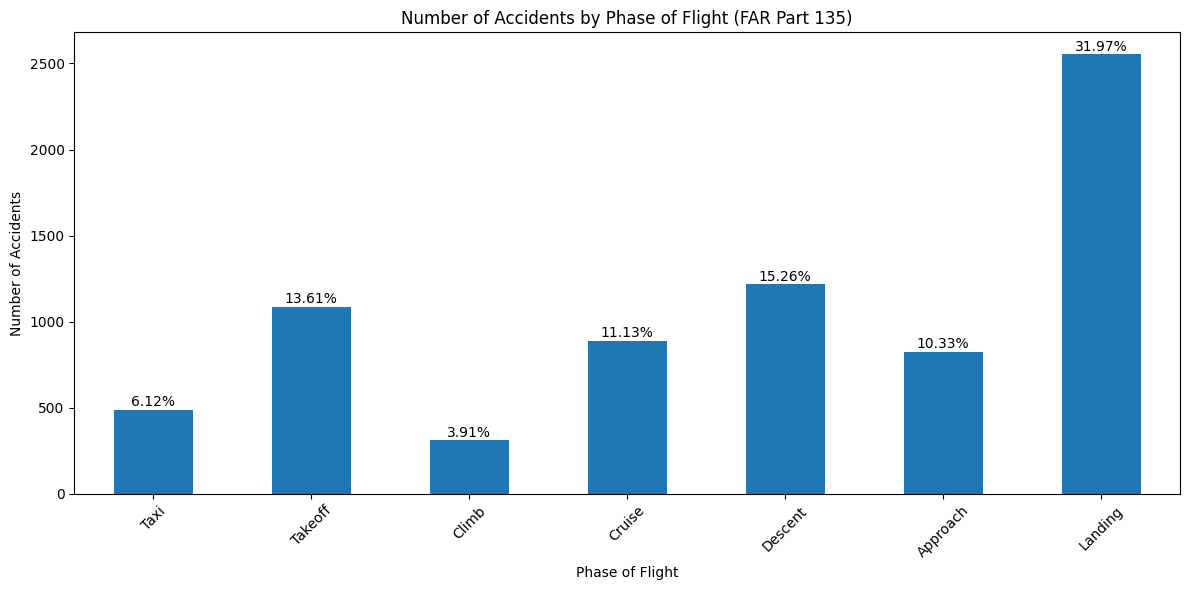 Number of Accidents by Phase of Flight (FAR Part 135)
Number of Accidents
2500
2000
1500
1000
500
0
6.12%
13.61%
3.91%
11.13%
15.26%
10.33%
31.97%
Taxi
Takeoff
Climb
Cruise
Descent
Approach
Landing
Phase of Flight